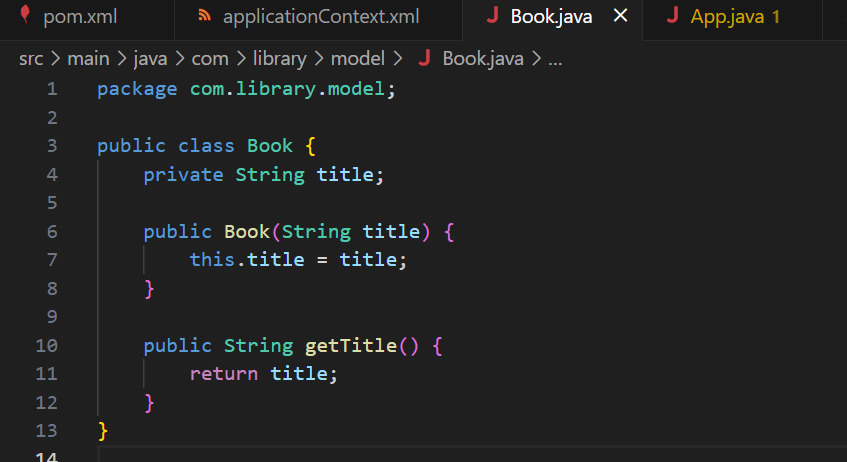 pom.xml applicationContext.xml Book.java × App.java 1
src > main > java > com > library > model > Book.java > ...
1 package com.library.model;
2
3 public class Book {
4     private String title;
5
6     public Book(String title) {
7         this.title = title;
8     }
9
10     public String getTitle() {
11         return title;
12     }
13 }
14